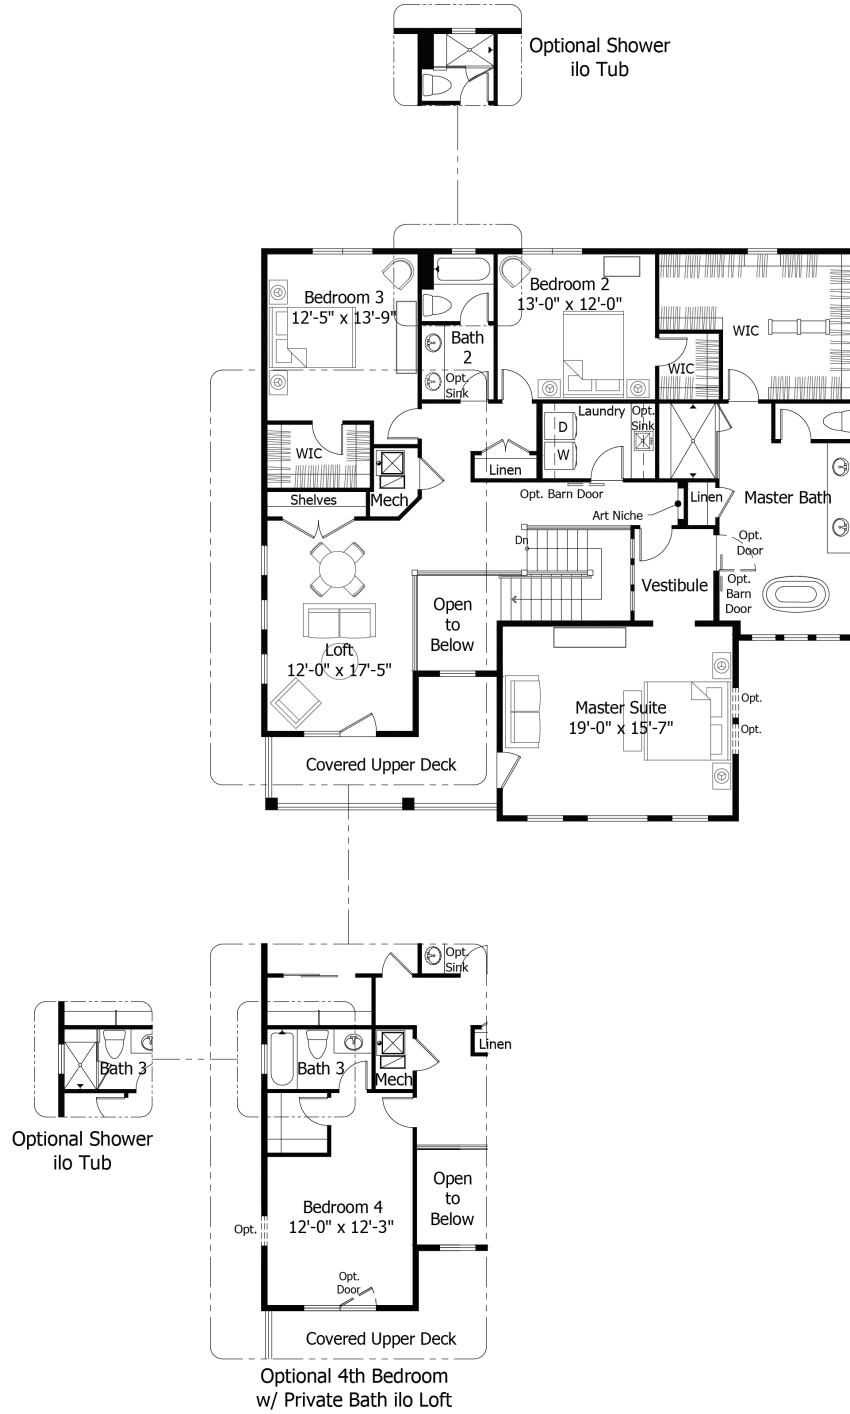 Optional Shower
ilo Tub
Bedroom 3
12'-5" x 13'-9"
Bath
2
Opt.
Sink
Bedroom 2
13'-0" x 12'-0"
WIC
WIC
WIC
Shelves
Mech
Linen
Laundry
D
W
Opt.
Sink
Opt. Barn Door
Art Niche
Linen
Master Bath
Opt.
Door
Opt.
Barn
Door
Dn
Vestibule
Open
to
Below
Loft
12'-0" x 17'-5"
Master Suite
19'-0" x 15'-7"
Opt.
Opt.
Covered Upper Deck
Opt.
Sink
Linen
Bath 3
Bath 3
Mech
Optional Shower
ilo Tub
Open
to
Below
Bedroom 4
12'-0" x 12'-3"
Opt.
Opt.
Door
Covered Upper Deck
Optional 4th Bedroom
w/ Private Bath ilo Loft